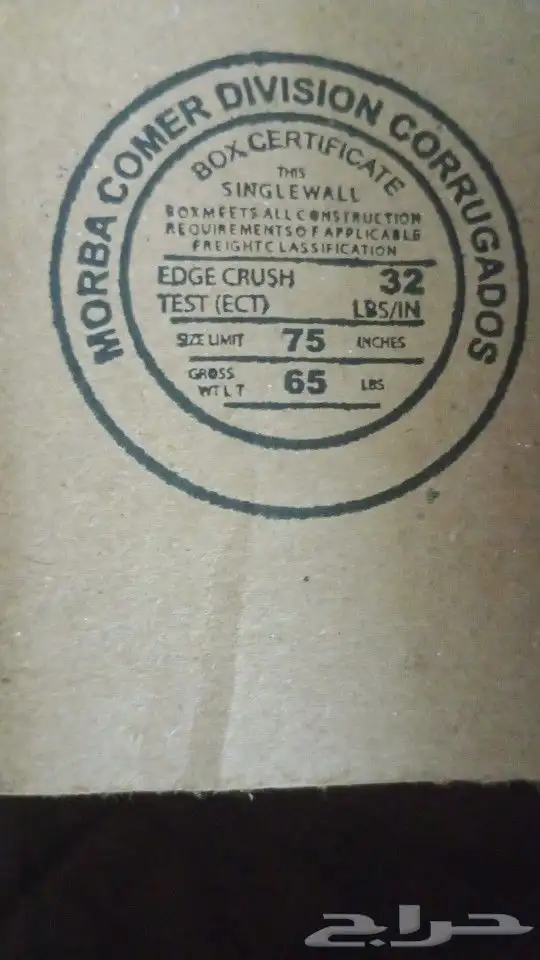 MORBA COMER DIVISION CORRUGADOS
BOX CERTIFICATE
THIS
SINGLEWALL
BOXMEETS ALL CONSTRUCTION
REQUIREMENTS OF APPLICABLE
FREIGHT CLASSIFICATION
EDGE CRUSH 32
TEST (ECT) LBS/IN
SIZE LIMIT 75 INCHES
GROSS
WT L T 65 LBS
حراج